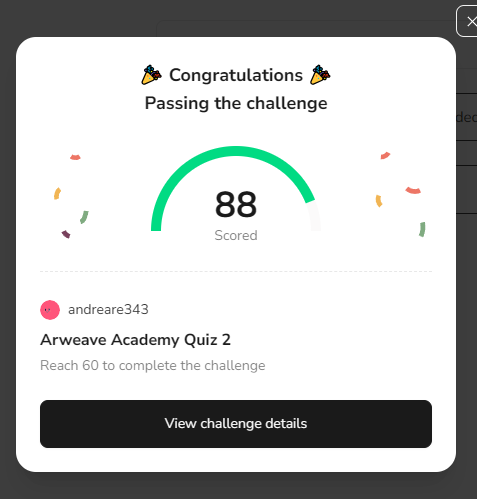 🎉 Congratulations 🎉
Passing the challenge
88
Scored
andreare343
Arweave Academy Quiz 2
Reach 60 to complete the challenge
View challenge details